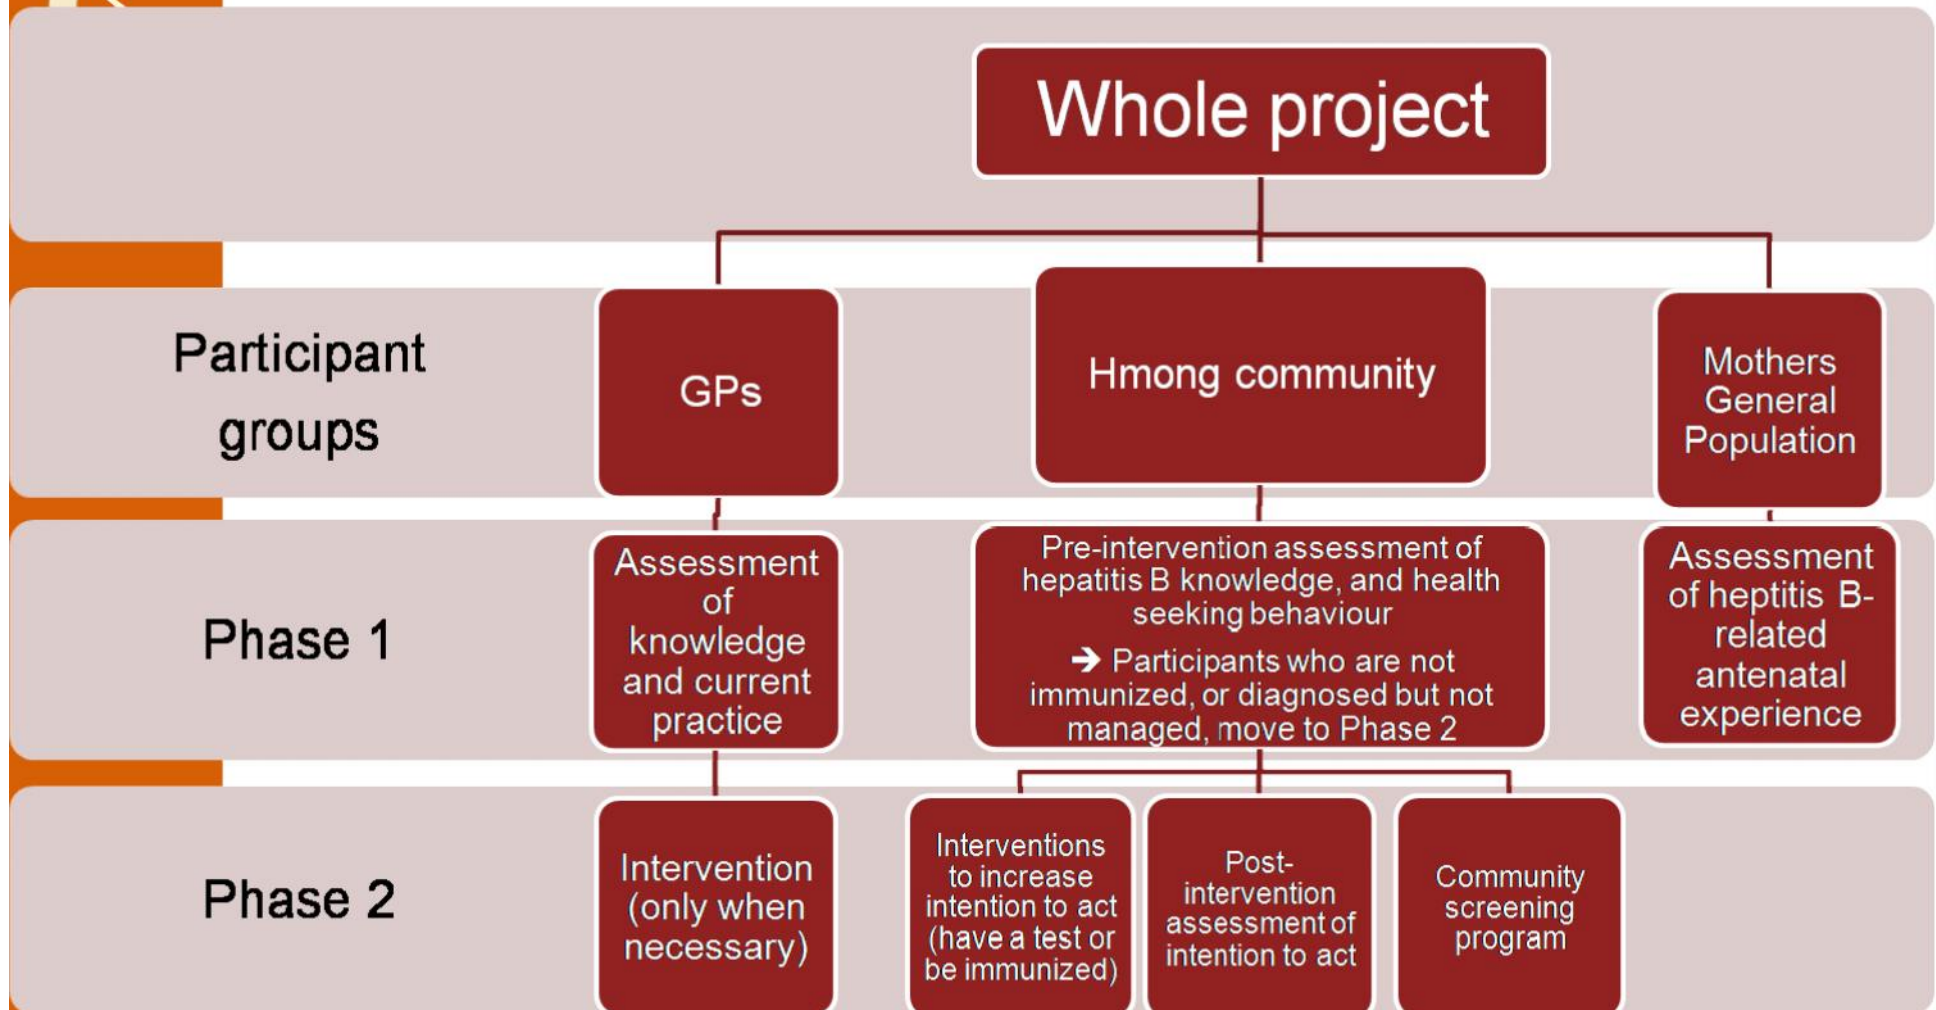 Whole project
Participant
groups
GPs
Hmong community
Mothers
General
Population
Phase 1
Assessment
of
knowledge
and current
practice
Pre-intervention assessment of
hepatitis B knowledge, and health
seeking behaviour
➔ Participants who are not
immunized, or diagnosed but not
managed, move to Phase 2
Assessment
of heptitis B-
related
antenatal
experience
Phase 2
Intervention
(only when
necessary)
Interventions
to increase
intention to act
(have a test or
be immunized)
Post-
intervention
assessment of
intention to act
Community
screening
program